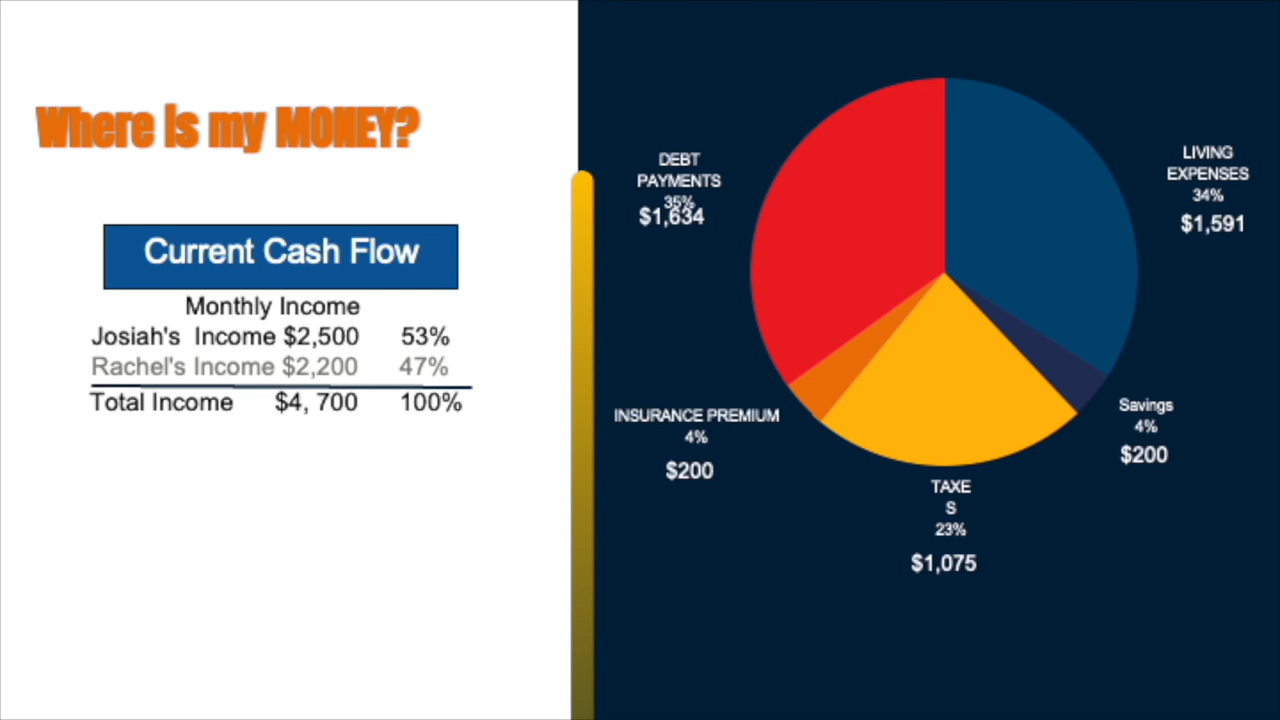 Where is my MONEY?
Current Cash Flow
Monthly Income
Josiah's Income $2,500 53%
Rachel's Income $2,200 47%
Total Income $4, 700 100%
DEBT
PAYMENTS
35%
$1,634
LIVING
EXPENSES
34%
$1,591
INSURANCE PREMIUM
4%
$200
Savings
4%
$200
TAXE
S
23%
$1,075